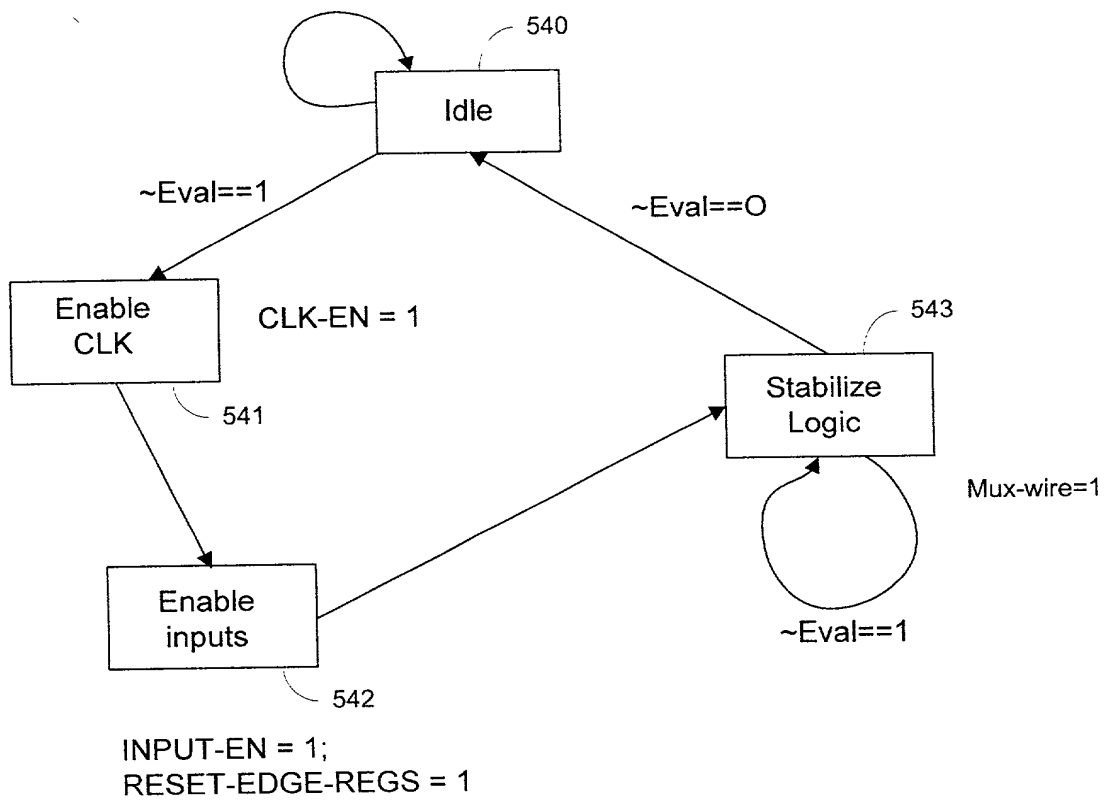 540
Idle
~Eval==1
~Eval==O
Enable
CLK
CLK-EN = 1
541
543
Stabilize
Logic
Mux-wire=1
~Eval==1
Enable
inputs
542
INPUT-EN = 1;
RESET-EDGE-REGS = 1